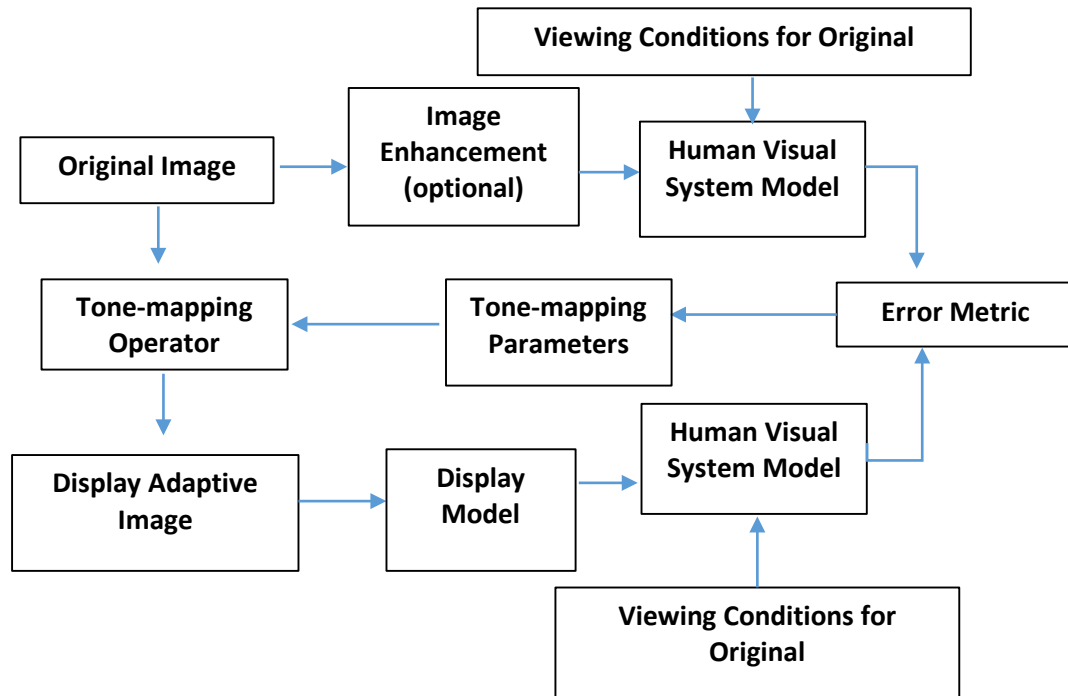 Viewing Conditions for Original
Image
Enhancement
(optional)
Human Visual
System Model
Original Image
Tone-mapping
Operator
Tone-mapping
Parameters
Error Metric
Human Visual
System Model
Display Adaptive
Image
Display
Model
Viewing Conditions for
Original